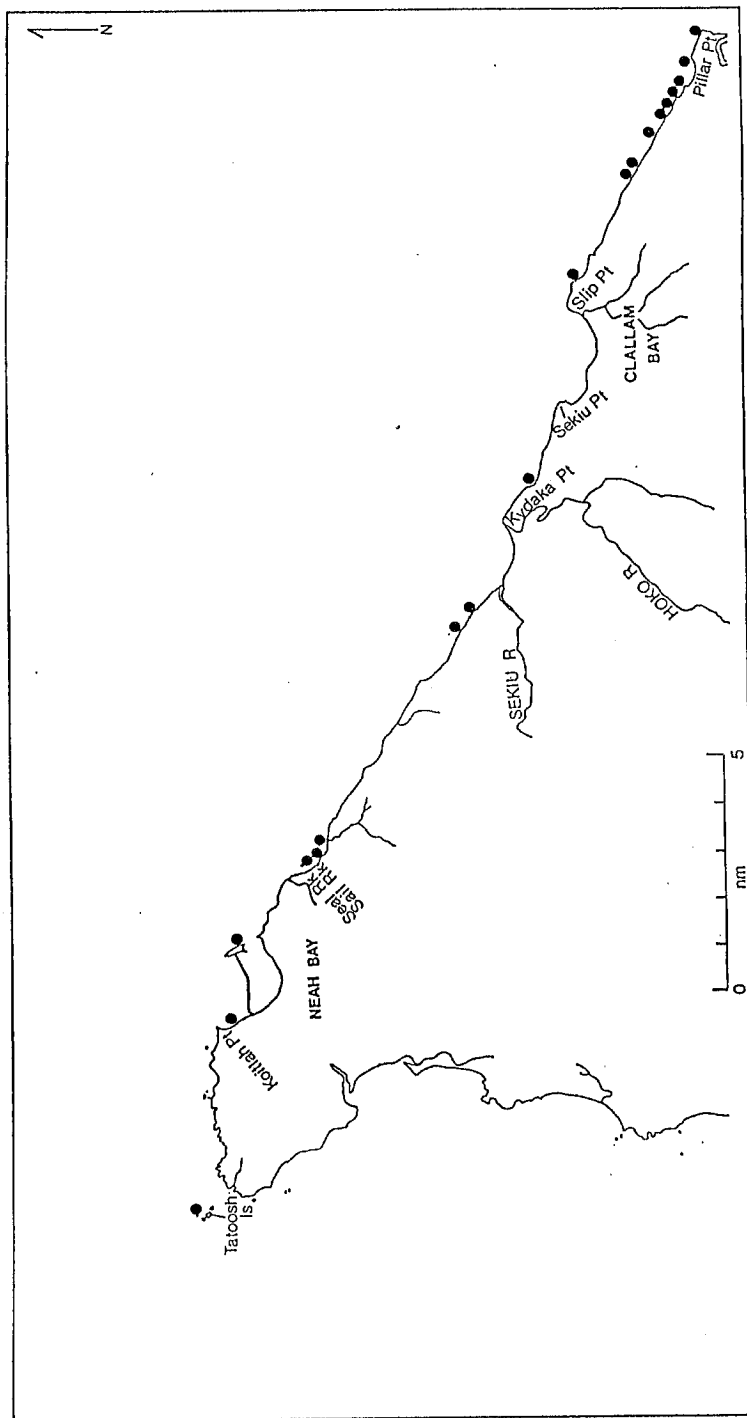 N
Tatoosh
Is
Koitlah Pt
NEAH BAY
Seal Rk
Sail Rk
SEKIU R
HOKO R
Kydaka Pt
Sekiu Pt
CLALLAM
BAY
Slip Pt
Pillar Pt
0
5
nm